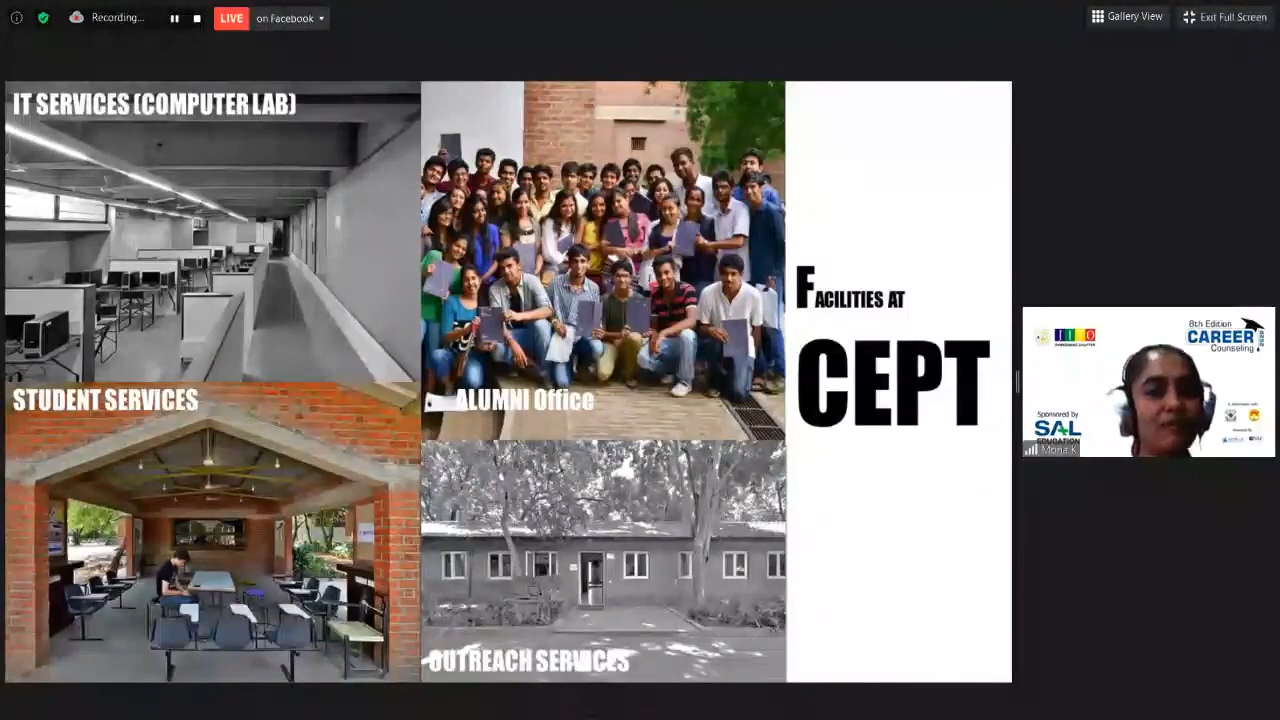 Recording...
LIVE on Facebook
Gallery View
Exit Full Screen
IT SERVICES (COMPUTER LAB)
STUDENT SERVICES
ALUMNI Office
OUTREACH SERVICES
FACILITIES AT
CEPT
8th Edition
CAREER
Counseling
Sponsored by
SAL
EDUCATION
Mona K